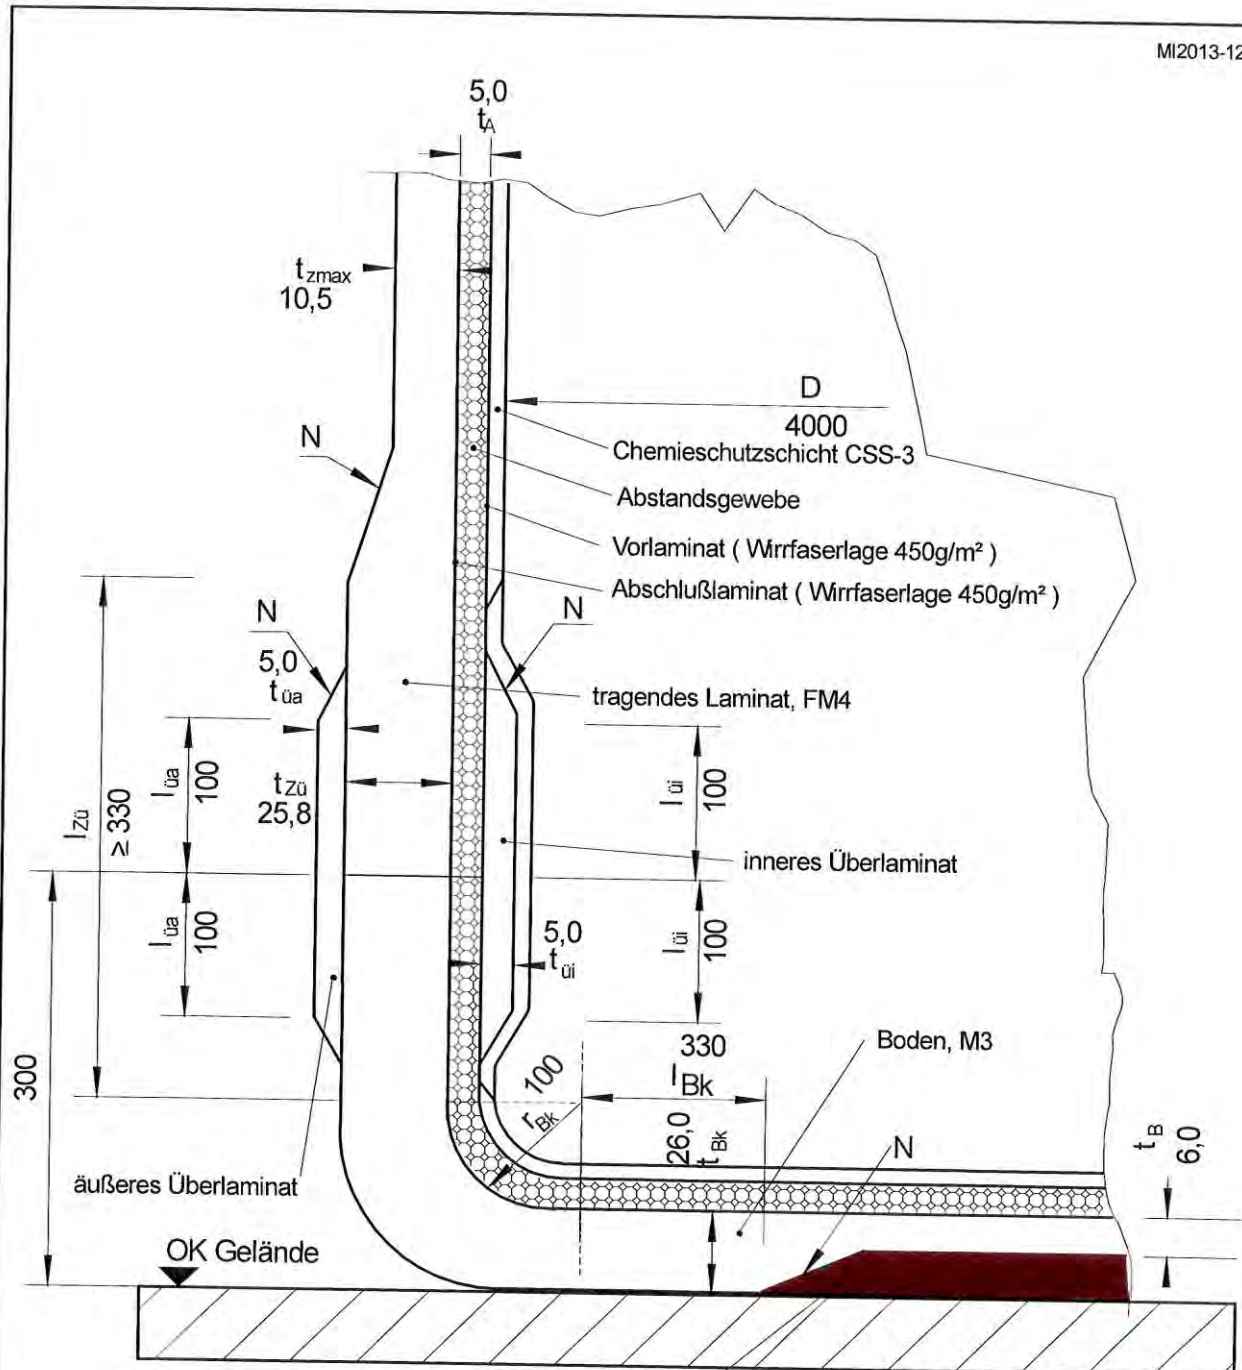 MI2013-12
5,0
tA
tzmax
10,5
D
4000
N
Chemieschutzschicht CSS-3
Abstandsgewebe
Vorlaminat ( Wirrfaserlage 450g/m² )
Abschlußlaminat ( Wirrfaserlage 450g/m² )
N
N
5,0
tüa
tragendes Laminat, FM4
lZü
≥ 330
lüa
100
tZü
25,8
lüi
100
inneres Überlaminat
lüa
100
5,0
tüi
lüi
100
300
330
lBk
Boden, M3
100
rBk
26,0
tBk
N
tB
6,0
äußeres Überlaminat
OK Gelände